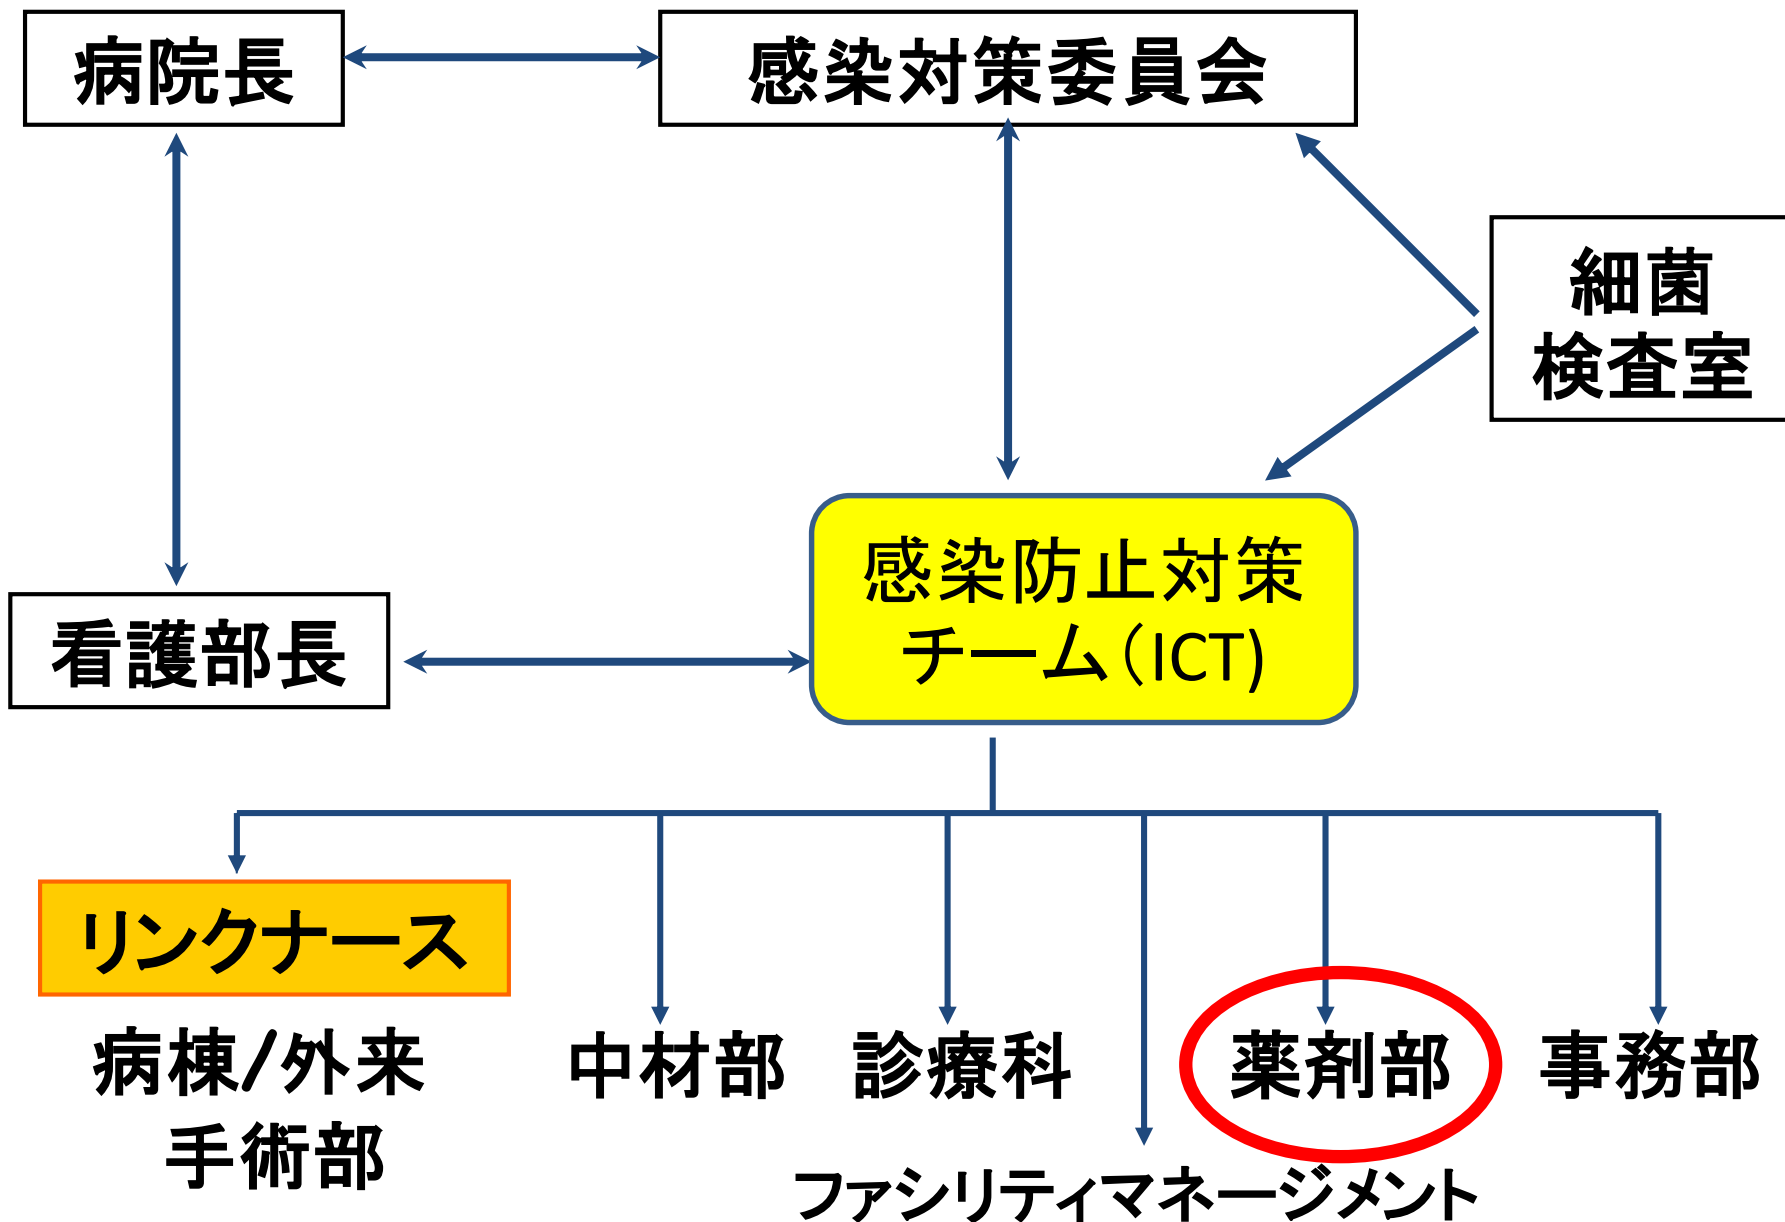 病院長
感染対策委員会
細菌
検査室
感染防止対策
チーム（ICT)
看護部長
リンクナース
病棟/外来
手術部
中材部
診療科
薬剤部
事務部
ファシリティマネージメント